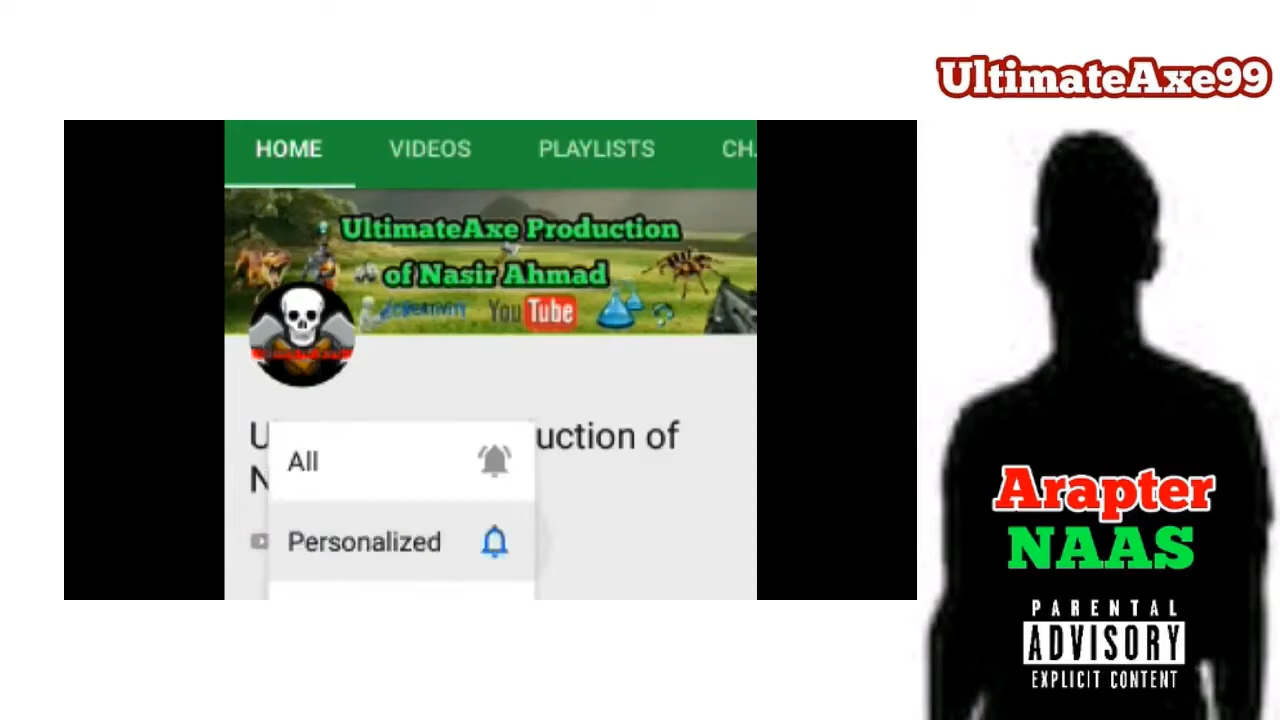 UltimateAxe99
HOME VIDEOS PLAYLISTS CH
UltimateAxe Production
of Nasir Ahmad
CREATIVITY YouTube
U uction of
N
All
Personalized
Arapter
NAAS
PARENTAL
ADVISORY
EXPLICIT CONTENT